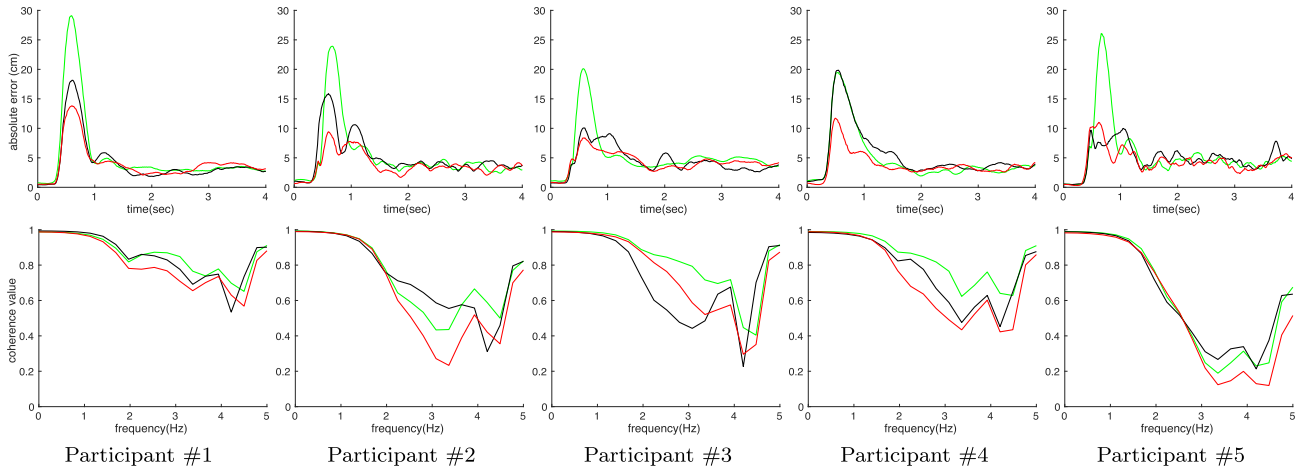 30 30 30 30 30
25 25 25 25 25
20 20 20 20 20
15 15 15 15 15
10 10 10 10 10
5 5 5 5 5
0 0 0 0 0
absolute error (cm)
0 1 2 3 4 0 1 2 3 4 0 1 2 3 4 0 1 2 3 4 0 1 2 3 4
time(sec) time(sec) time(sec) time(sec) time(sec)
1 1 1 1 1
0.8 0.8 0.8 0.8 0.8
0.6 0.6 0.6 0.6 0.6
0.4 0.4 0.4 0.4 0.4
0.2 0.2 0.2 0.2 0.2
0 0 0 0 0
coherence value
0 1 2 3 4 5 0 1 2 3 4 5 0 1 2 3 4 5 0 1 2 3 4 5 0 1 2 3 4 5
frequency(Hz) frequency(Hz) frequency(Hz) frequency(Hz) frequency(Hz)
Participant #1 Participant #2 Participant #3 Participant #4 Participant #5